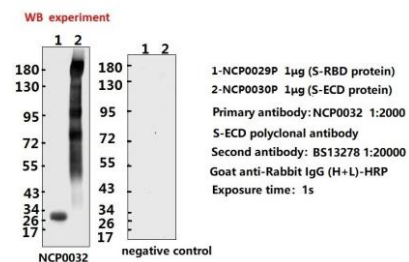 WB experiment
1 2
180
130
95
72
55
43
34
26
17
NCP0032
1 2
180
130
95
72
55
43
34
26
17
negative control
1-NCP0029P 1μg (S-RBD protein)
2-NCP0030P 1μg (S-ECD protein)
Primary antibody: NCP0032 1:2000
S-ECD polyclonal antibody
Second antibody: BS13278 1:20000
Goat anti-Rabbit IgG (H+L)-HRP
Exposure time: 1s